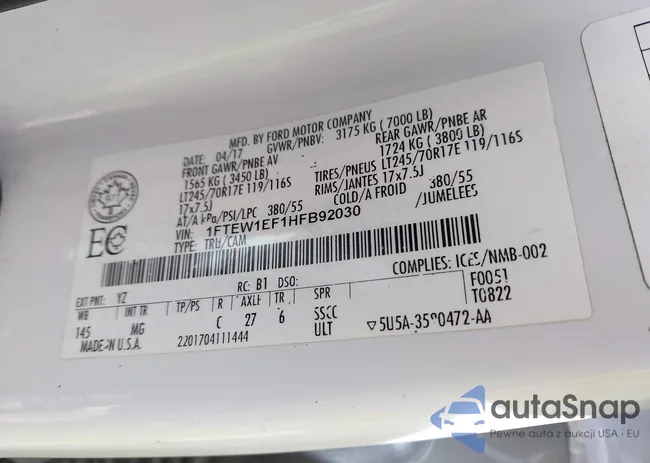 MFD. BY FORD MOTOR COMPANY
DATE: 04/17 GVWR/PNBV: 3175 KG (7000 LB)
FRONT GAWR/PNBE AV REAR GAWR/PNBE AR
1565 KG (3450 LB) 1724 KG (3800 LB)
LT245/70R17E 119/116S TIRES/PNEUS LT245/70R17E 119/116S
17x7.5J RIMS/JANTES 17x7.5J
AT/A kPa/PSI/LPC 380/55 COLD/A FROID 380/55
VIN: 1FTEW1EF1HFB92030 /JUMELEES
TYPE: TRU/CAM
EC
COMPLIES: ICES/NMB-002
EXT PNT: YZ RC: B1 DSO: F0051
WB INT TR TP/PS R AXLE TR SPR T0822
145 MG C 27 6 SSCC
MADE IN U.S.A. 2201704111444 ULT ▽5U5A-3520472-AA
autaSnap
Pewne auta z aukcji USA i EU